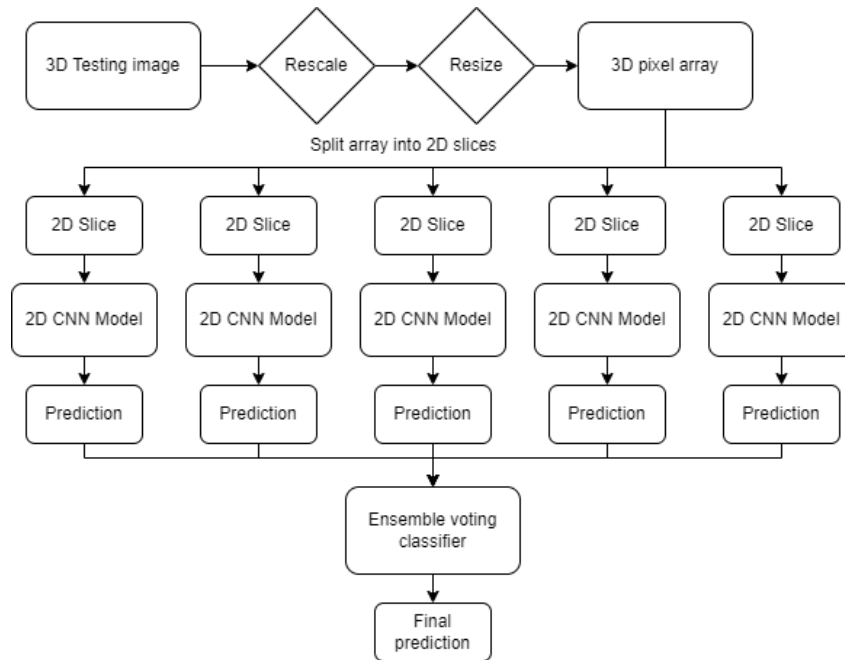 3D Testing image
Rescale
Resize
3D pixel array
Split array into 2D slices
2D Slice
2D Slice
2D Slice
2D Slice
2D Slice
2D CNN Model
2D CNN Model
2D CNN Model
2D CNN Model
2D CNN Model
Prediction
Prediction
Prediction
Prediction
Prediction
Ensemble voting
classifier
Final
prediction